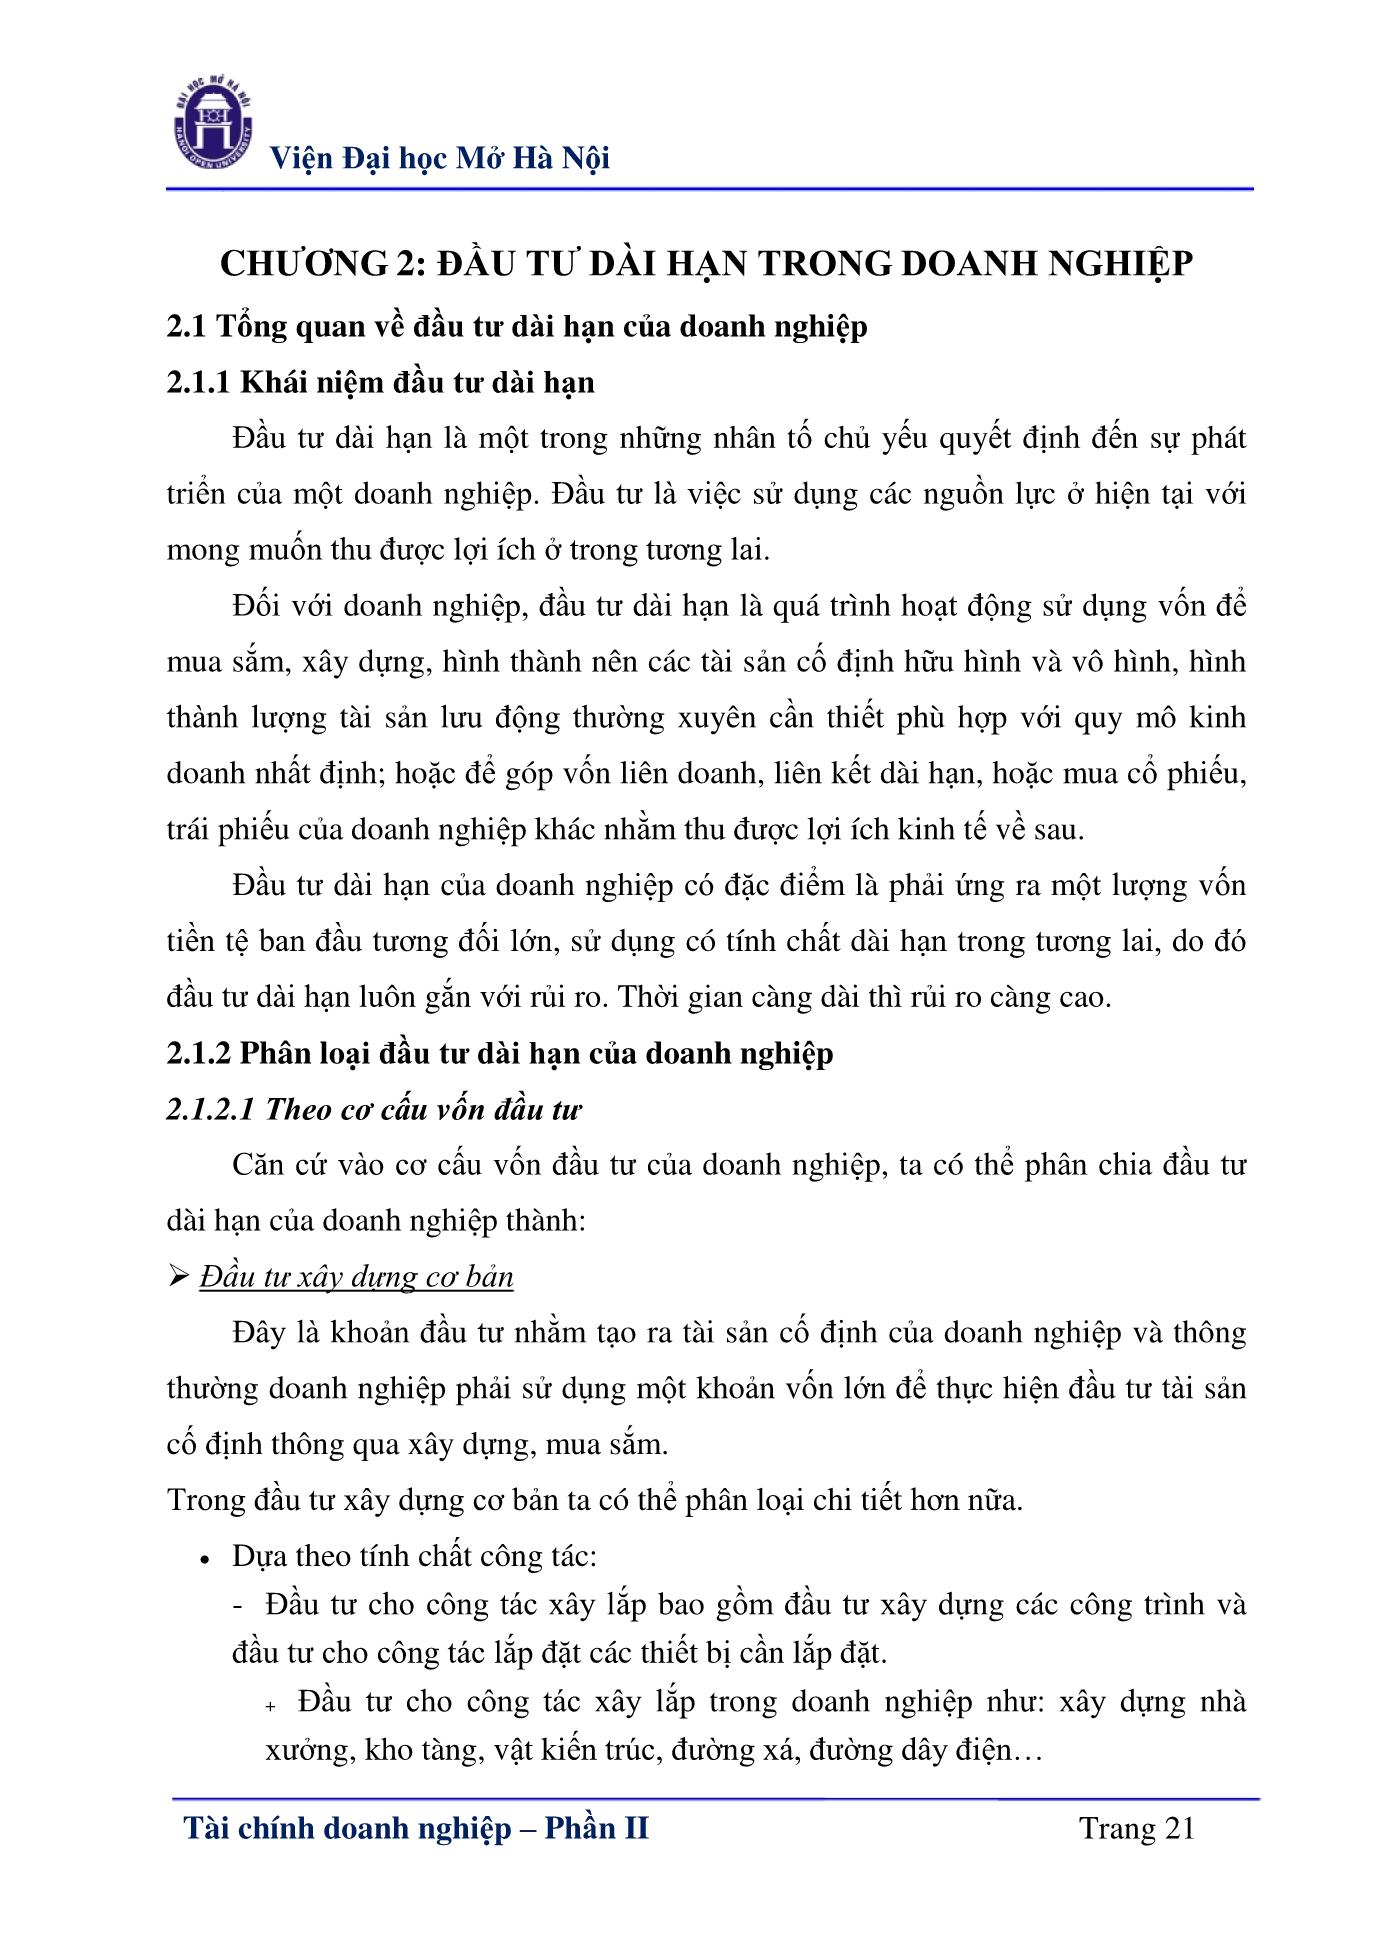 ĐẠI HỌC MỞ HÀ NỘI
HANOI OPEN UNIVERSITY
Viện Đại học Mở Hà Nội
CHƯƠNG 2: ĐẦU TƯ DÀI HẠN TRONG DOANH NGHIỆP
2.1 Tổng quan về đầu tư dài hạn của doanh nghiệp
2.1.1 Khái niệm đầu tư dài hạn
Đầu tư dài hạn là một trong những nhân tố chủ yếu quyết định đến sự phát
triển của một doanh nghiệp. Đầu tư là việc sử dụng các nguồn lực ở hiện tại với
mong muốn thu được lợi ích ở trong tương lai.
Đối với doanh nghiệp, đầu tư dài hạn là quá trình hoạt động sử dụng vốn để
mua sắm, xây dựng, hình thành nên các tài sản cố định hữu hình và vô hình, hình
thành lượng tài sản lưu động thường xuyên cần thiết phù hợp với quy mô kinh
doanh nhất định; hoặc để góp vốn liên doanh, liên kết dài hạn, hoặc mua cổ phiếu,
trái phiếu của doanh nghiệp khác nhằm thu được lợi ích kinh tế về sau.
Đầu tư dài hạn của doanh nghiệp có đặc điểm là phải ứng ra một lượng vốn
tiền tệ ban đầu tương đối lớn, sử dụng có tính chất dài hạn trong tương lai, do đó
đầu tư dài hạn luôn gắn với rủi ro. Thời gian càng dài thì rủi ro càng cao.
2.1.2 Phân loại đầu tư dài hạn của doanh nghiệp
2.1.2.1 Theo cơ cấu vốn đầu tư
Căn cứ vào cơ cấu vốn đầu tư của doanh nghiệp, ta có thể phân chia đầu tư
dài hạn của doanh nghiệp thành:
➢ Đầu tư xây dựng cơ bản
Đây là khoản đầu tư nhằm tạo ra tài sản cố định của doanh nghiệp và thông
thường doanh nghiệp phải sử dụng một khoản vốn lớn để thực hiện đầu tư tài sản
cố định thông qua xây dựng, mua sắm.
Trong đầu tư xây dựng cơ bản ta có thể phân loại chi tiết hơn nữa.
• Dựa theo tính chất công tác:
- Đầu tư cho công tác xây lắp bao gồm đầu tư xây dựng các công trình và
đầu tư cho công tác lắp đặt các thiết bị cần lắp đặt.
+ Đầu tư cho công tác xây lắp trong doanh nghiệp như: xây dựng nhà
xưởng, kho tàng, vật kiến trúc, đường xá, đường dây điện…
Tài chính doanh nghiệp – Phần II Trang 21